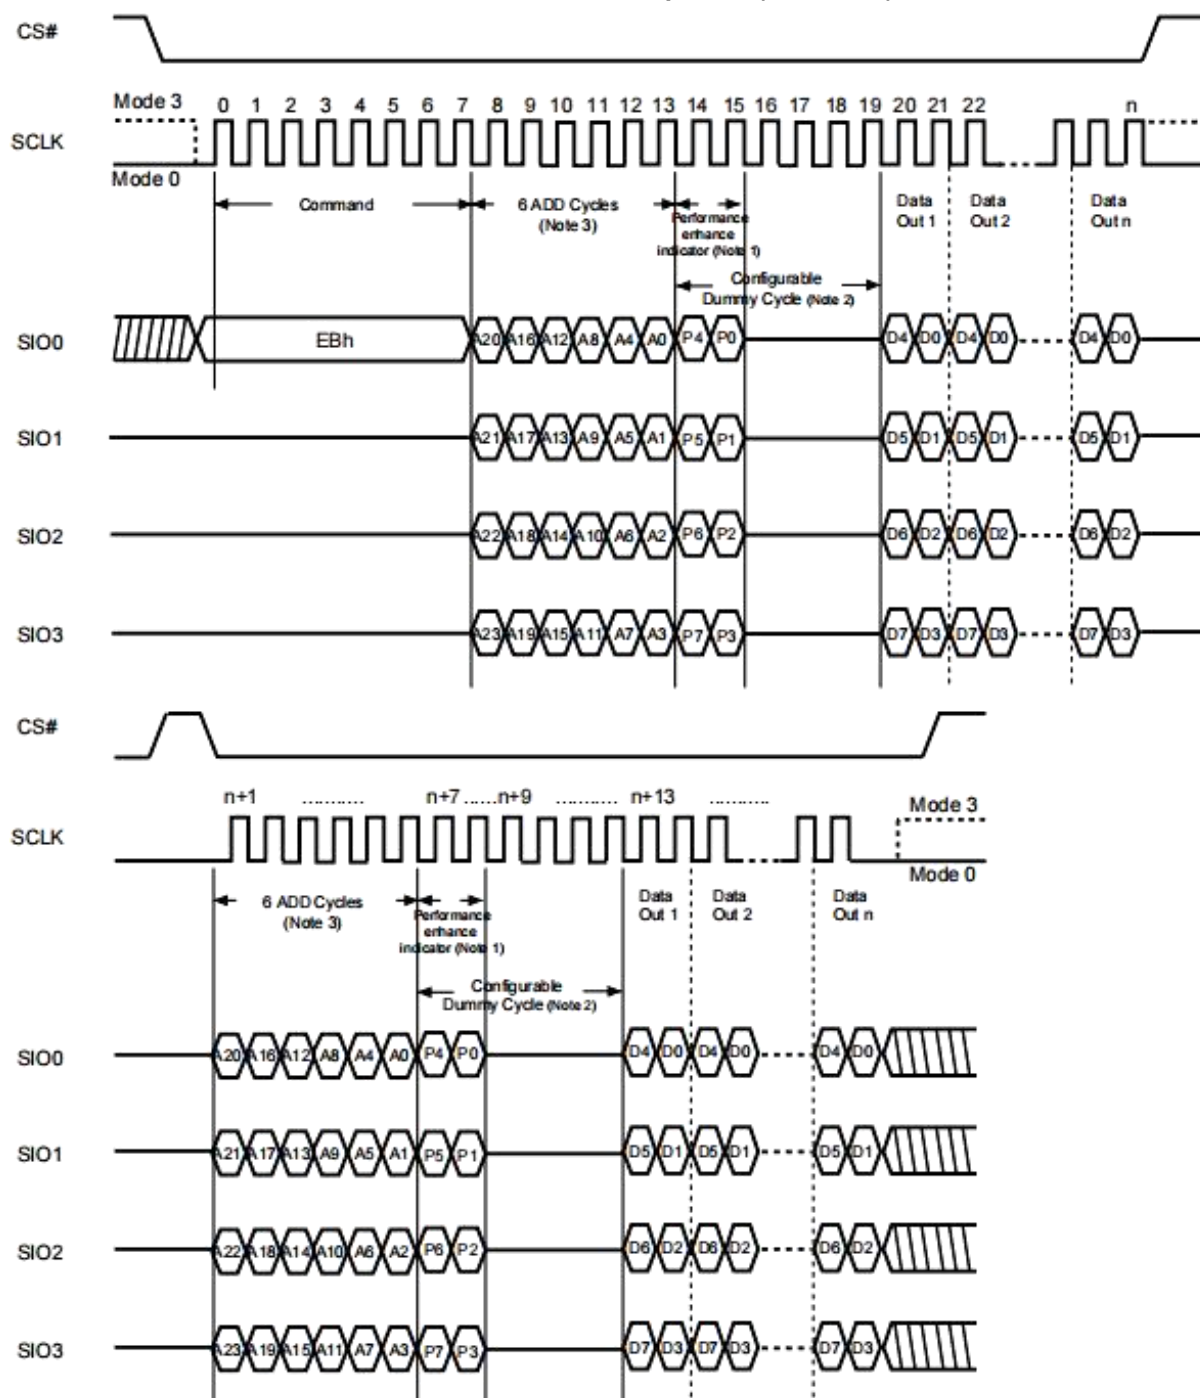 CS#
Mode 3
0 1 2 3 4 5 6 7 8 9 10 11 12 13 14 15 16 17 18 19 20 21 22 n
SCLK
Mode 0
Command
6 ADD Cycles
(Note 3)
Performance
enhance
indicator (Note 1)
Data
Out 1
Data
Out 2
Data
Out n
Configurable
Dummy Cycle (Note 2)
SIO0 EBh A20 A16 A12 A8 A4 A0 P4 P0 D4 D0 D4 D0 D4 D0
SIO1 A21 A17 A13 A9 A5 A1 P5 P1 D5 D1 D5 D1 D5 D1
SIO2 A22 A18 A14 A10 A6 A2 P6 P2 D6 D2 D6 D2 D6 D2
SIO3 A23 A19 A15 A11 A7 A3 P7 P3 D7 D3 D7 D3 D7 D3
CS#
n+1 ........... n+7 ......n+9 ........... n+13 ...........
Mode 3
SCLK
Mode 0
6 ADD Cycles
(Note 3)
Performance
enhance
indicator (Note 1)
Data
Out 1
Data
Out 2
Data
Out n
Configurable
Dummy Cycle (Note 2)
SIO0 A20 A16 A12 A8 A4 A0 P4 P0 D4 D0 D4 D0 D4 D0
SIO1 A21 A17 A13 A9 A5 A1 P5 P1 D5 D1 D5 D1 D5 D1
SIO2 A22 A18 A14 A10 A6 A2 P6 P2 D6 D2 D6 D2 D6 D2
SIO3 A23 A19 A15 A11 A7 A3 P7 P3 D7 D3 D7 D3 D7 D3